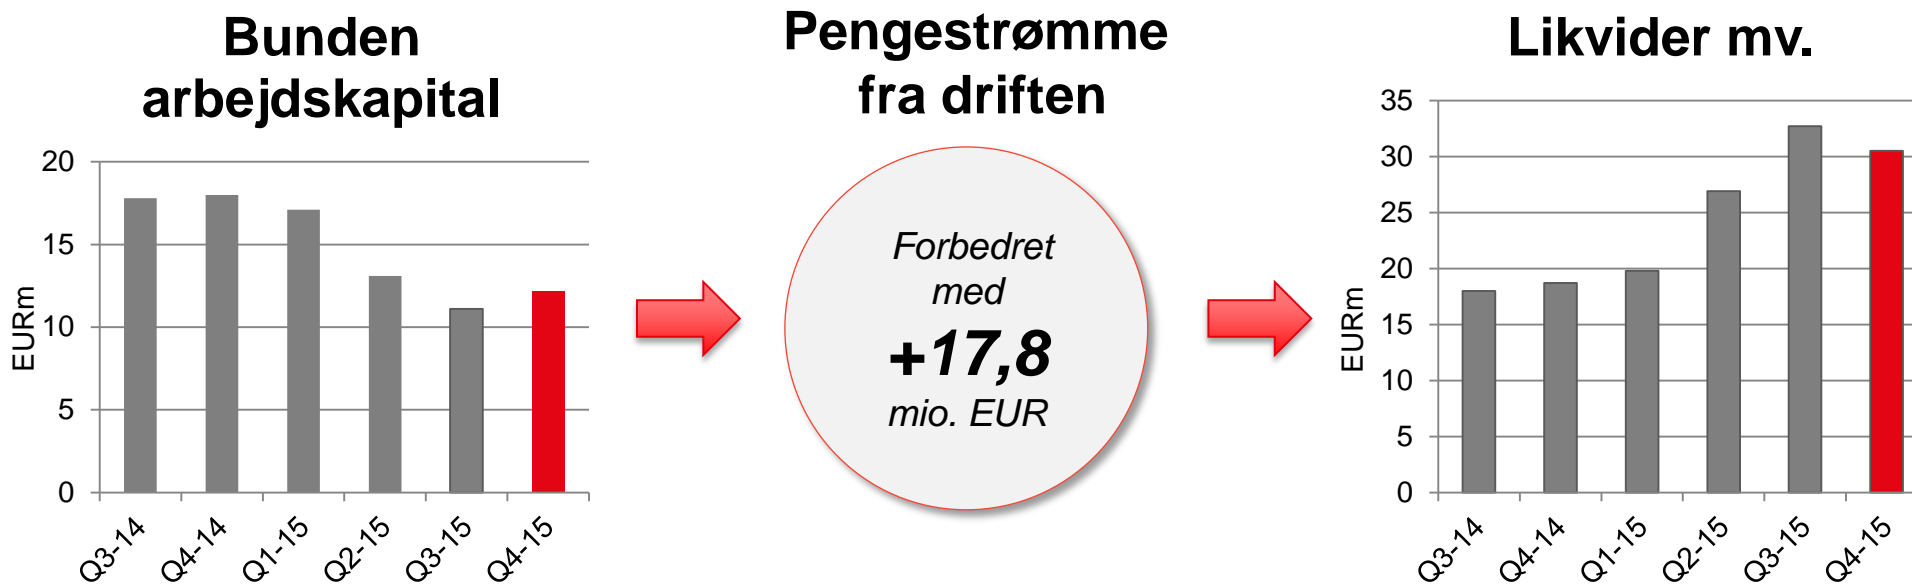 Bunden
arbejdskapital
20
15
10
5
0
EURm
Q3-14
Q4-14
Q1-15
Q2-15
Q3-15
Q4-15
Pengestrømme
fra driften
Forbedret
med
+17,8
mio. EUR
Likvider mv.
35
30
25
20
15
10
5
0
EURm
Q3-14
Q4-14
Q1-15
Q2-15
Q3-15
Q4-15